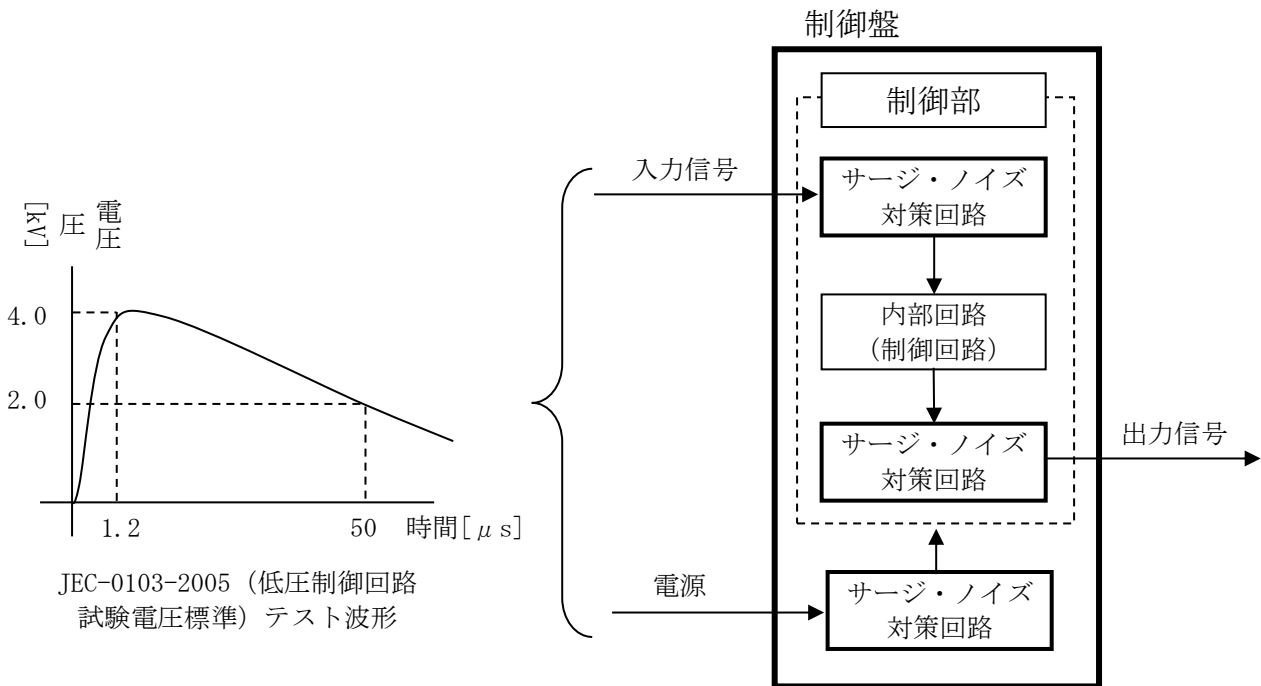 制御盤
制御部
入力信号
サージ・ノイズ
対策回路
電圧
圧
[kV]
4.0
2.0
内部回路
(制御回路)
サージ・ノイズ
対策回路
出力信号
1.2
50
時間[μs]
JEC-0103-2005(低圧制御回路
試験電圧標準)テスト波形
電源
サージ・ノイズ
対策回路